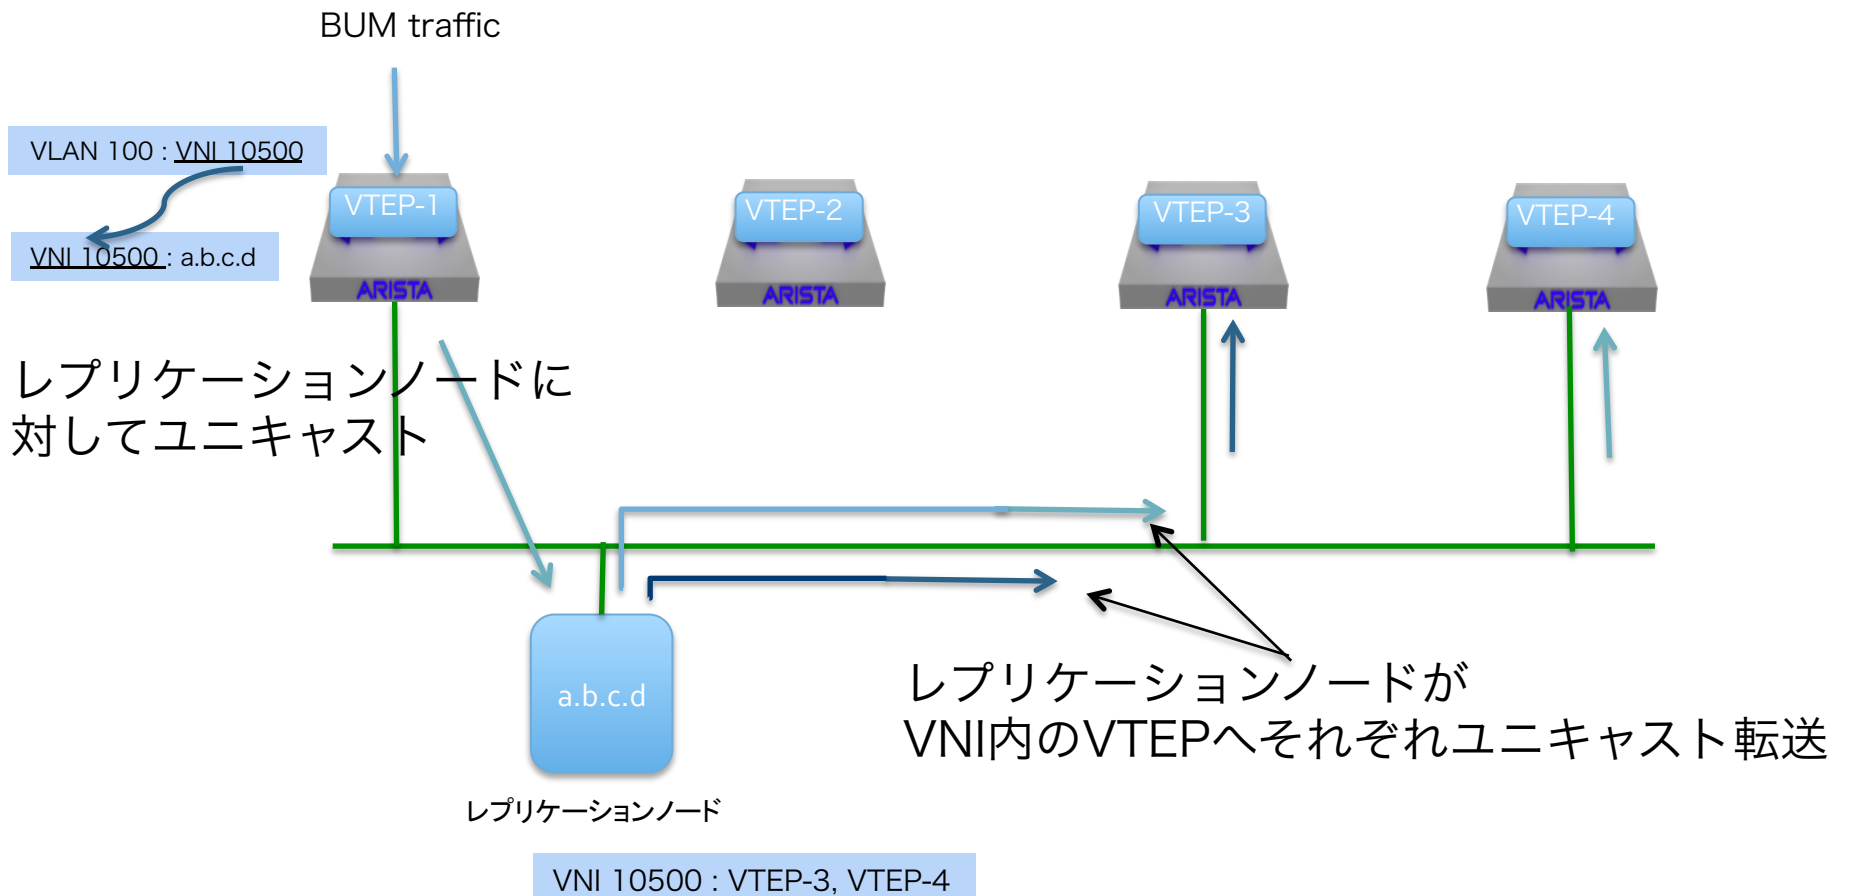 BUM traffic
VLAN 100 : VNI 10500
VNI 10500 : a.b.c.d
VTEP-1
ARISTA
VTEP-2
ARISTA
VTEP-3
ARISTA
VTEP-4
ARISTA
レプリケーションノードに
対してユニキャスト
a.b.c.d
レプリケーションノードが
VNI内のVTEPへそれぞれユニキャスト転送
レプリケーションノード
VNI 10500 : VTEP-3, VTEP-4